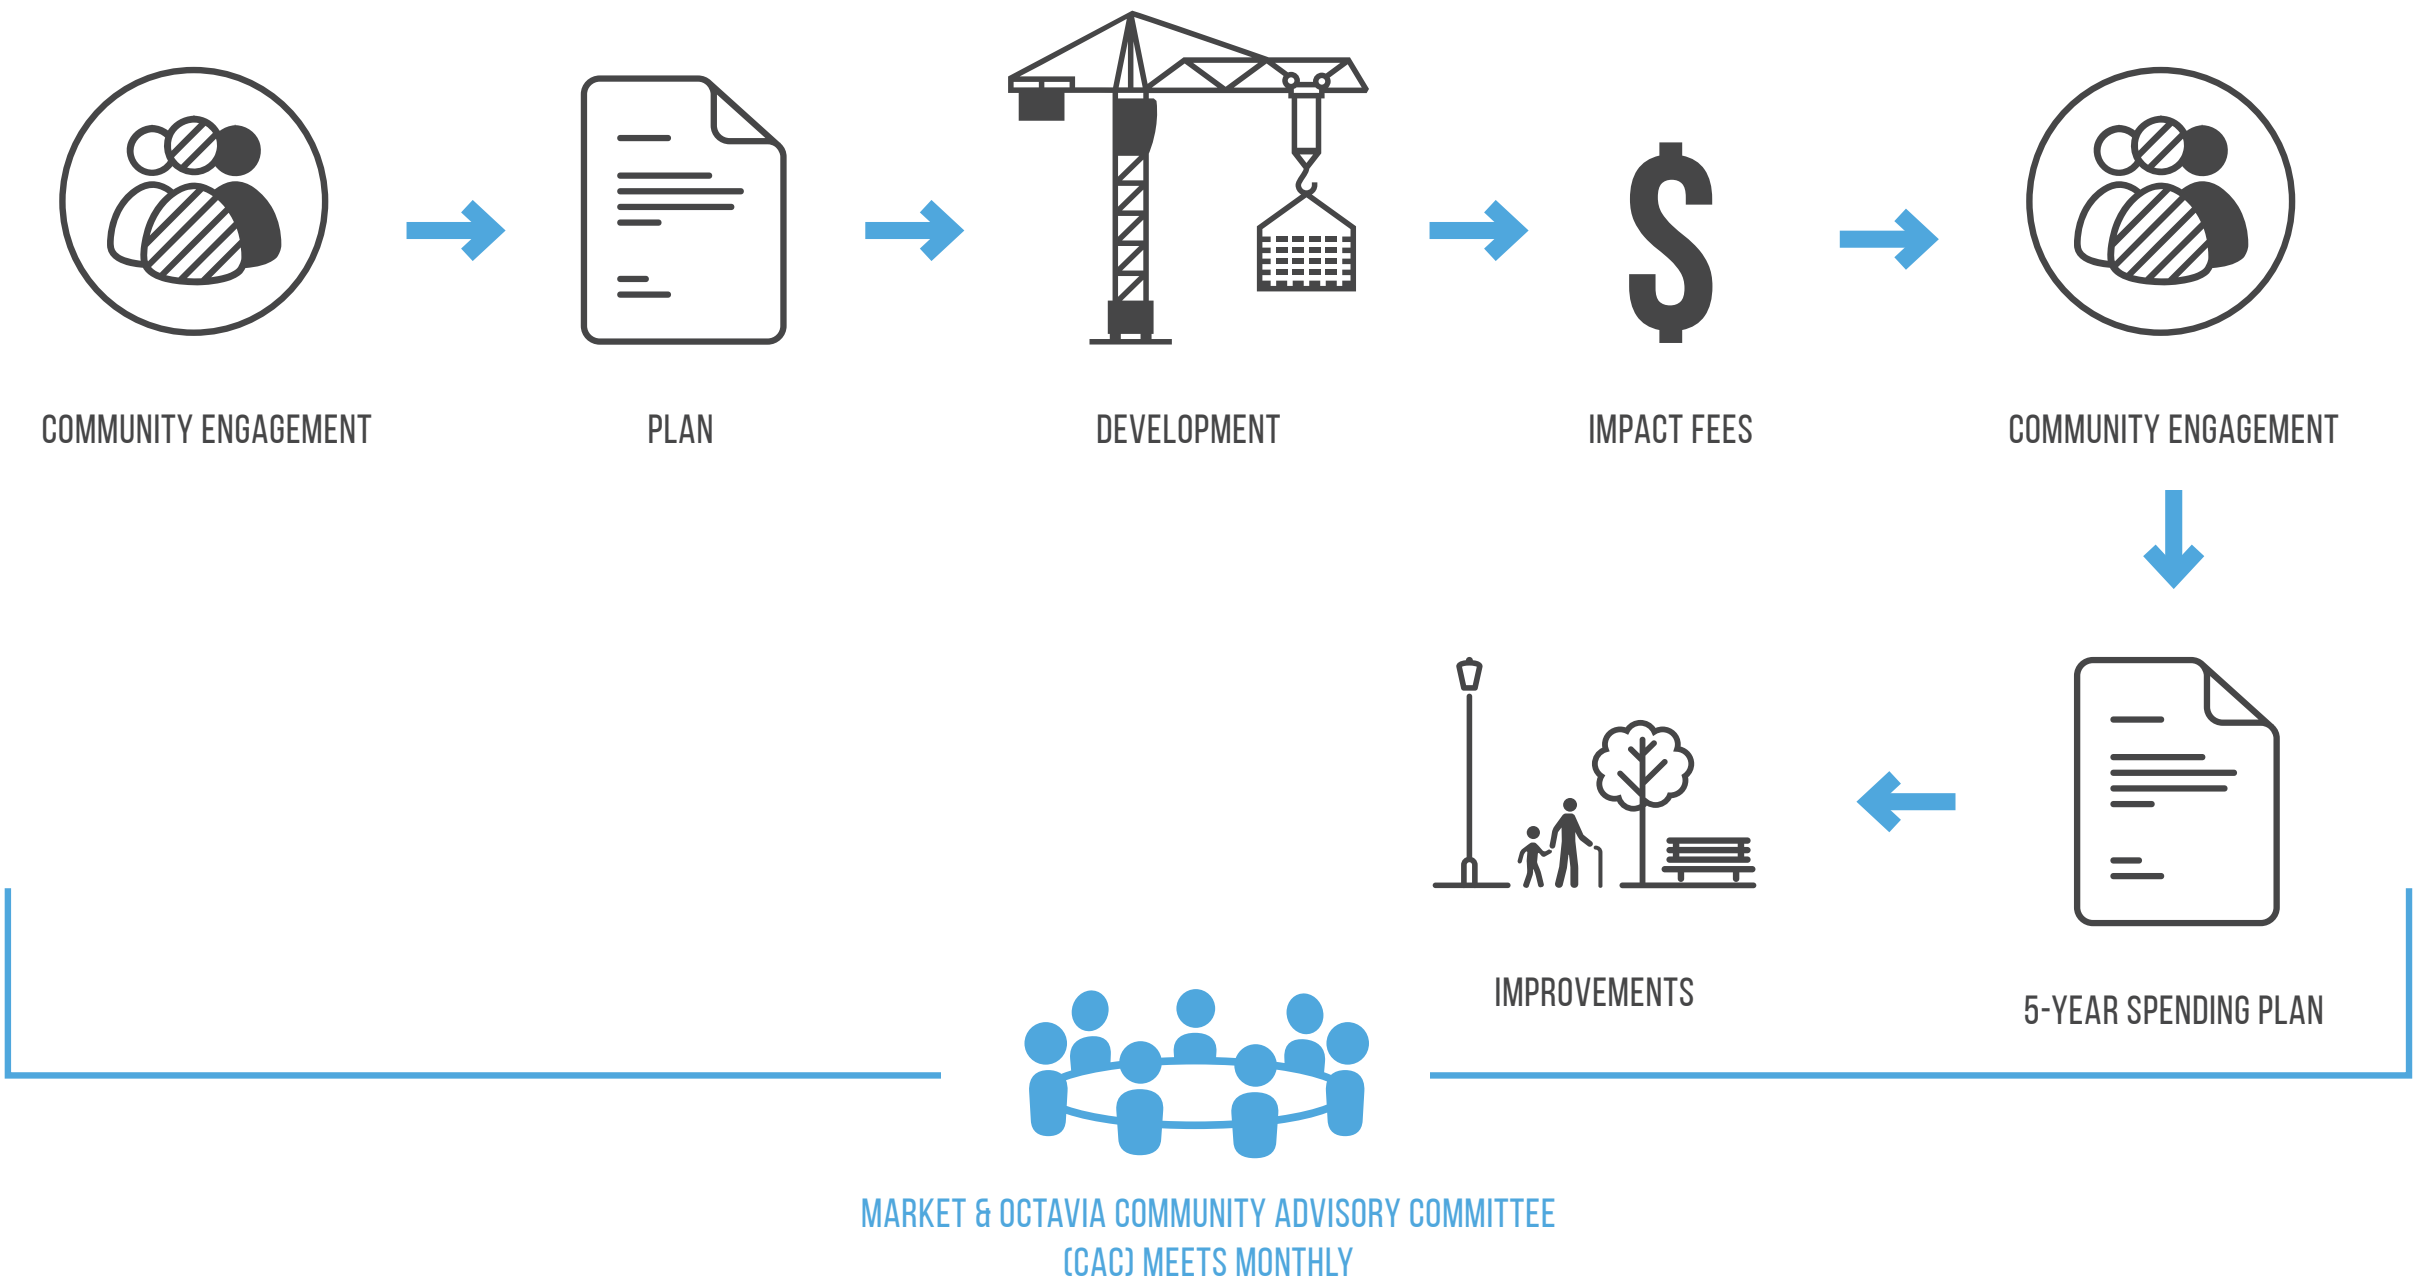 COMMUNITY ENGAGEMENT
PLAN
DEVELOPMENT
IMPACT FEES
COMMUNITY ENGAGEMENT
IMPROVEMENTS
5-YEAR SPENDING PLAN
MARKET & OCTAVIA COMMUNITY ADVISORY COMMITTEE
(CAC) MEETS MONTHLY